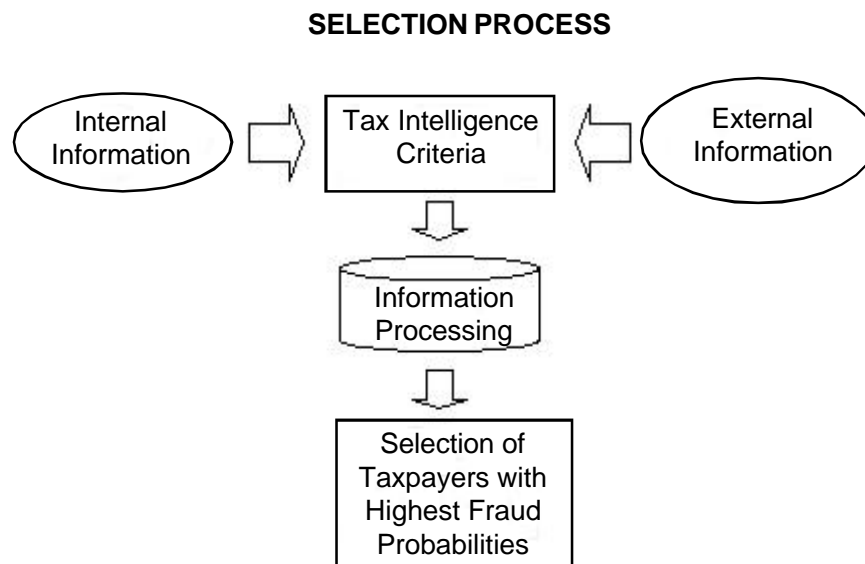 SELECTION PROCESS
Internal
Information
Tax Intelligence
Criteria
External
Information
Information
Processing
Selection of
Taxpayers with
Highest Fraud
Probabilities